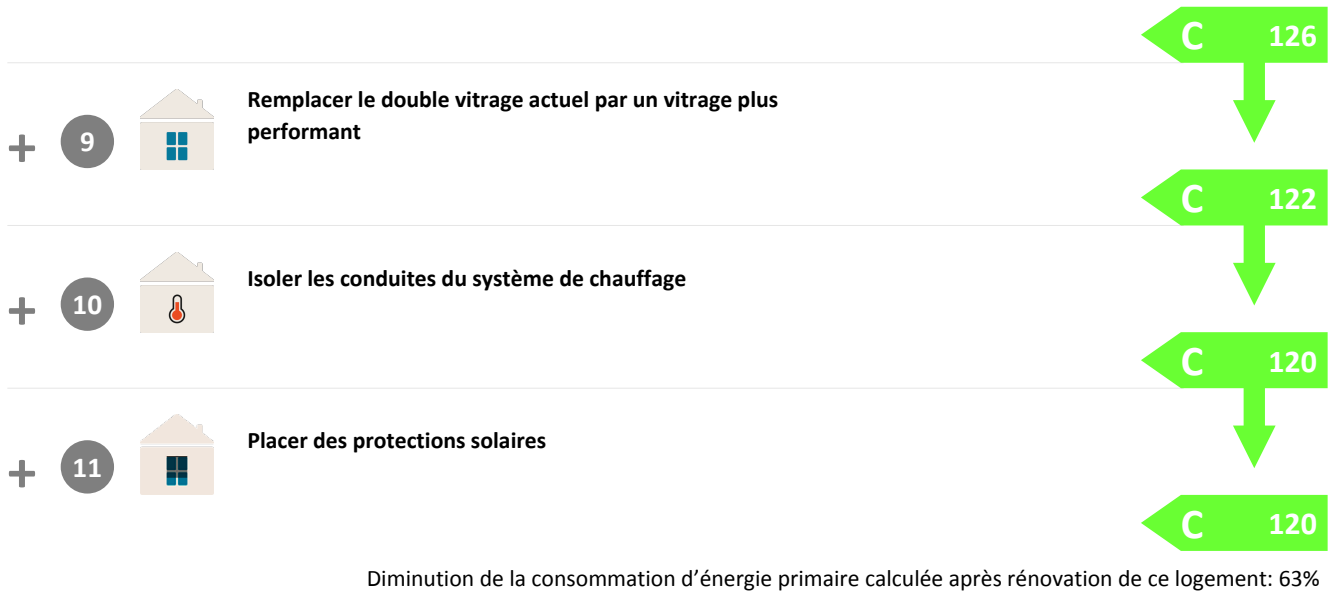 C 126
+ 9 Remplacer le double vitrage actuel par un vitrage plus
performant
C 122
+ 10 Isoler les conduites du système de chauffage
C 120
+ 11 Placer des protections solaires
C 120
Diminution de la consommation d’énergie primaire calculée après rénovation de ce logement: 63%